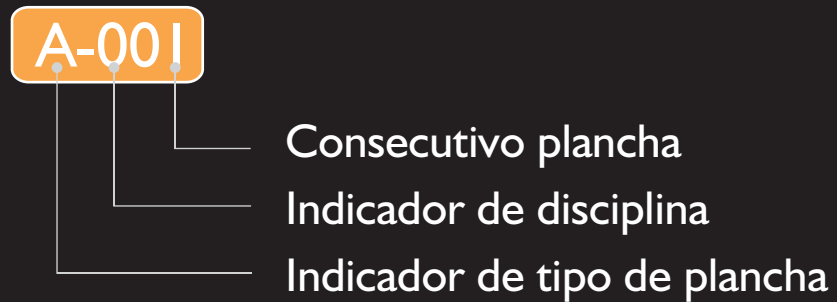 A-001
Consecutivo plancha
Indicador de disciplina
Indicador de tipo de plancha